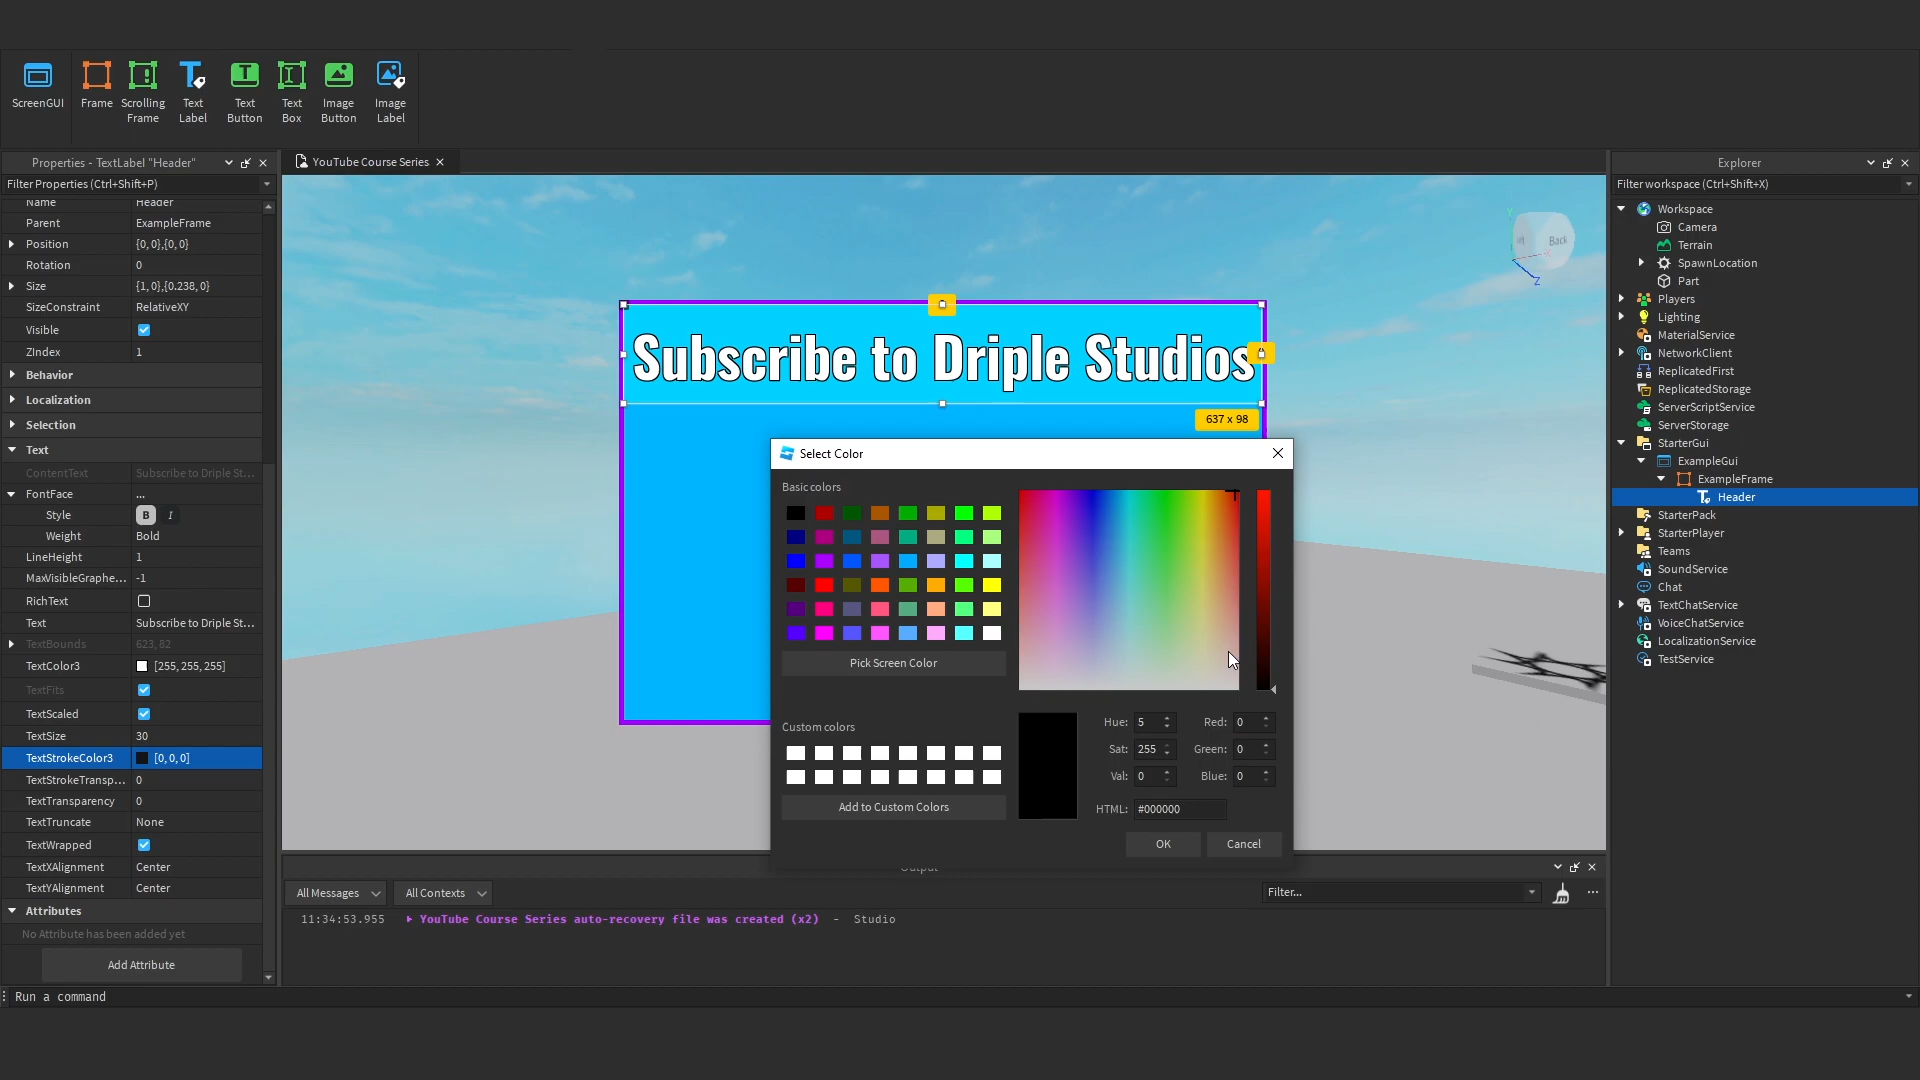 ScreenGUI
Frame
Scrolling
Frame
Text
Label
Text
Button
Text
Box
Image
Button
Image
Label
Properties - TextLabel "Header"
Filter Properties (Ctrl+Shift+P)
Name Header
Parent ExampleFrame
Position {0, 0},{0, 0}
Rotation 0
Size {1, 0},{0.238, 0}
SizeConstraint RelativeXY
Visible
ZIndex 1
Behavior
Localization
Selection
Text
ContentText Subscribe to Driple St...
FontFace ...
Style B I
Weight Bold
LineHeight 1
MaxVisibleGraphe... -1
RichText
Text Subscribe to Driple St...
TextBounds 623, 82
TextColor3 [255, 255, 255]
TextFits
TextScaled
TextSize 30
TextStrokeColor3 [0, 0, 0]
TextStrokeTransp... 0
TextTransparency 0
TextTruncate None
TextWrapped
TextXAlignment Center
TextYAlignment Center
Attributes
No Attribute has been added yet
Add Attribute
YouTube Course Series
Back
Y
X
Z
Subscribe to Driple Studios
637 x 98
Select Color
Basic colors
Pick Screen Color
Custom colors
Add to Custom Colors
Hue: 5 Red: 0
Sat: 255 Green: 0
Val: 0 Blue: 0
HTML: #000000
OK Cancel
Output
All Messages All Contexts Filter...
11:34:53.955 YouTube Course Series auto-recovery file was created (x2) - Studio
Run a command
Explorer
Filter workspace (Ctrl+Shift+X)
Workspace
Camera
Terrain
SpawnLocation
Part
Players
Lighting
MaterialService
NetworkClient
ReplicatedFirst
ReplicatedStorage
ServerScriptService
ServerStorage
StarterGui
ExampleGui
ExampleFrame
Header
StarterPack
StarterPlayer
Teams
SoundService
Chat
TextChatService
VoiceChatService
LocalizationService
TestService